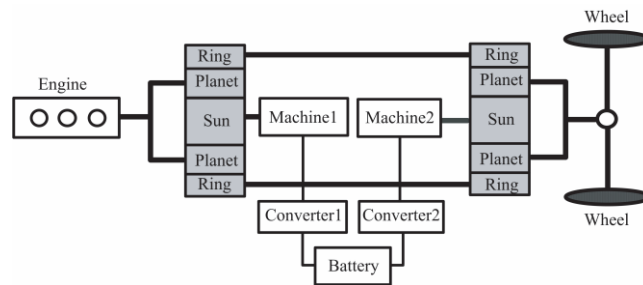 Wheel
Ring Ring
Engine Planet Planet
Sun Machine1 Machine2 Sun
Planet Planet
Ring Ring
Converter1 Converter2
Wheel
Battery